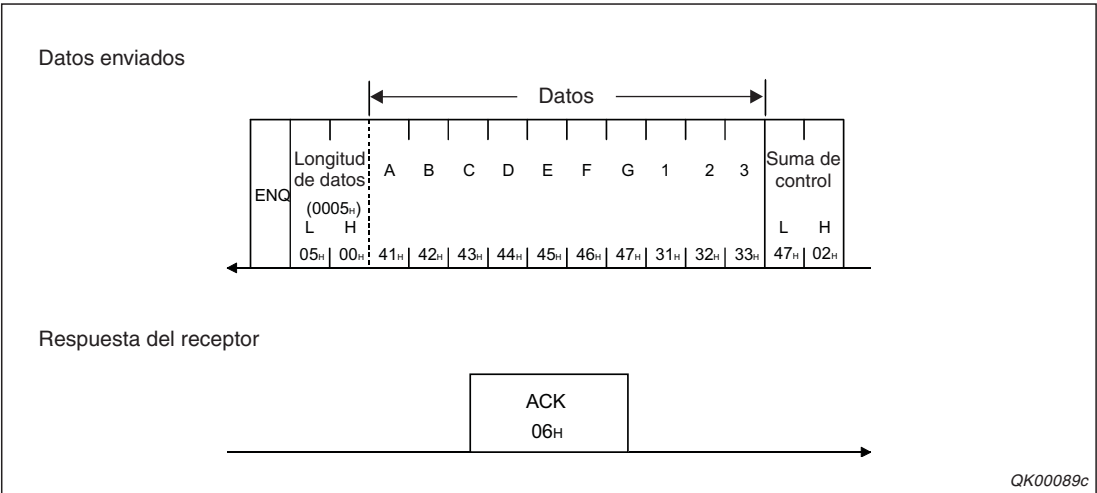 Datos enviados
Datos
ENQ
Longitud
de datos
(0005H)
L H
05H 00H
A B C D E F G 1 2 3
41H 42H 43H 44H 45H 46H 47H 31H 32H 33H
Suma de
control
L H
47H 02H
Respuesta del receptor
ACK
06H
QK00089c